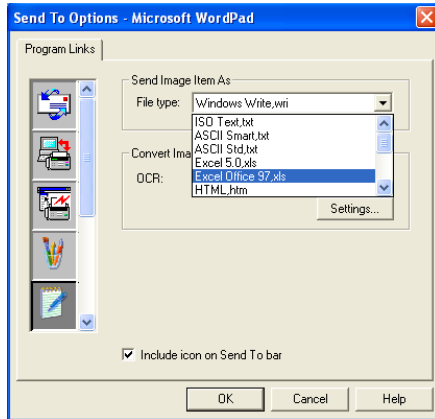 Send To Options - Microsoft WordPad
Program Links
Send Image Item As
File type: Windows Write,wri
ISO Text,txt
ASCII Smart,txt
ASCII Std,txt
Convert Ima
Excel 5.0,xls
OCR: Excel Office 97,xls
HTML,htm
Settings...
Include icon on Send To bar
OK Cancel Help